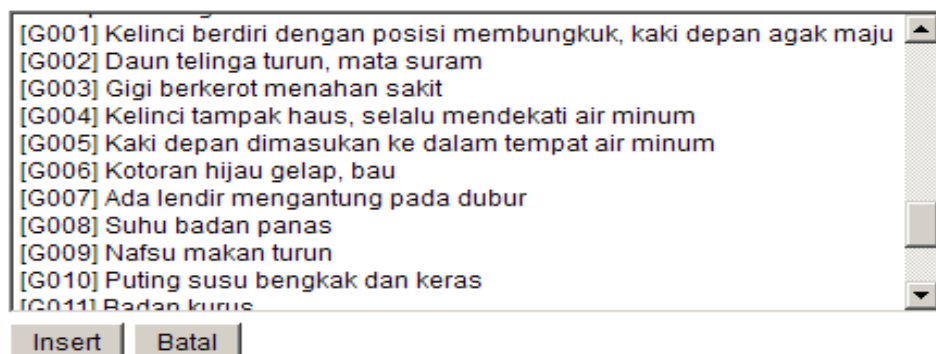 [G001] Kelinci berdiri dengan posisi membungkuk, kaki depan agak maju
[G002] Daun telinga turun, mata suram
[G003] Gigi berkerot menahan sakit
[G004] Kelinci tampak haus, selalu mendekati air minum
[G005] Kaki depan dimasukan ke dalam tempat air minum
[G006] Kotoran hijau gelap, bau
[G007] Ada lendir mengantung pada dubur
[G008] Suhu badan panas
[G009] Nafsu makan turun
[G010] Puting susu bengkak dan keras
[G011] Badan kurus
Insert Batal